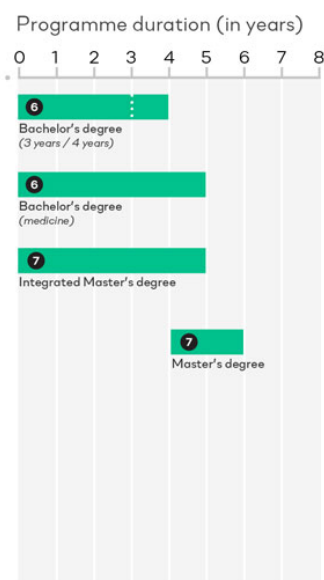 Programme duration (in years)
0 1 2 3 4 5 6 7 8
6
Bachelor's degree
(3 years / 4 years)
6
Bachelor's degree
(medicine)
7
Integrated Master's degree
7
Master's degree